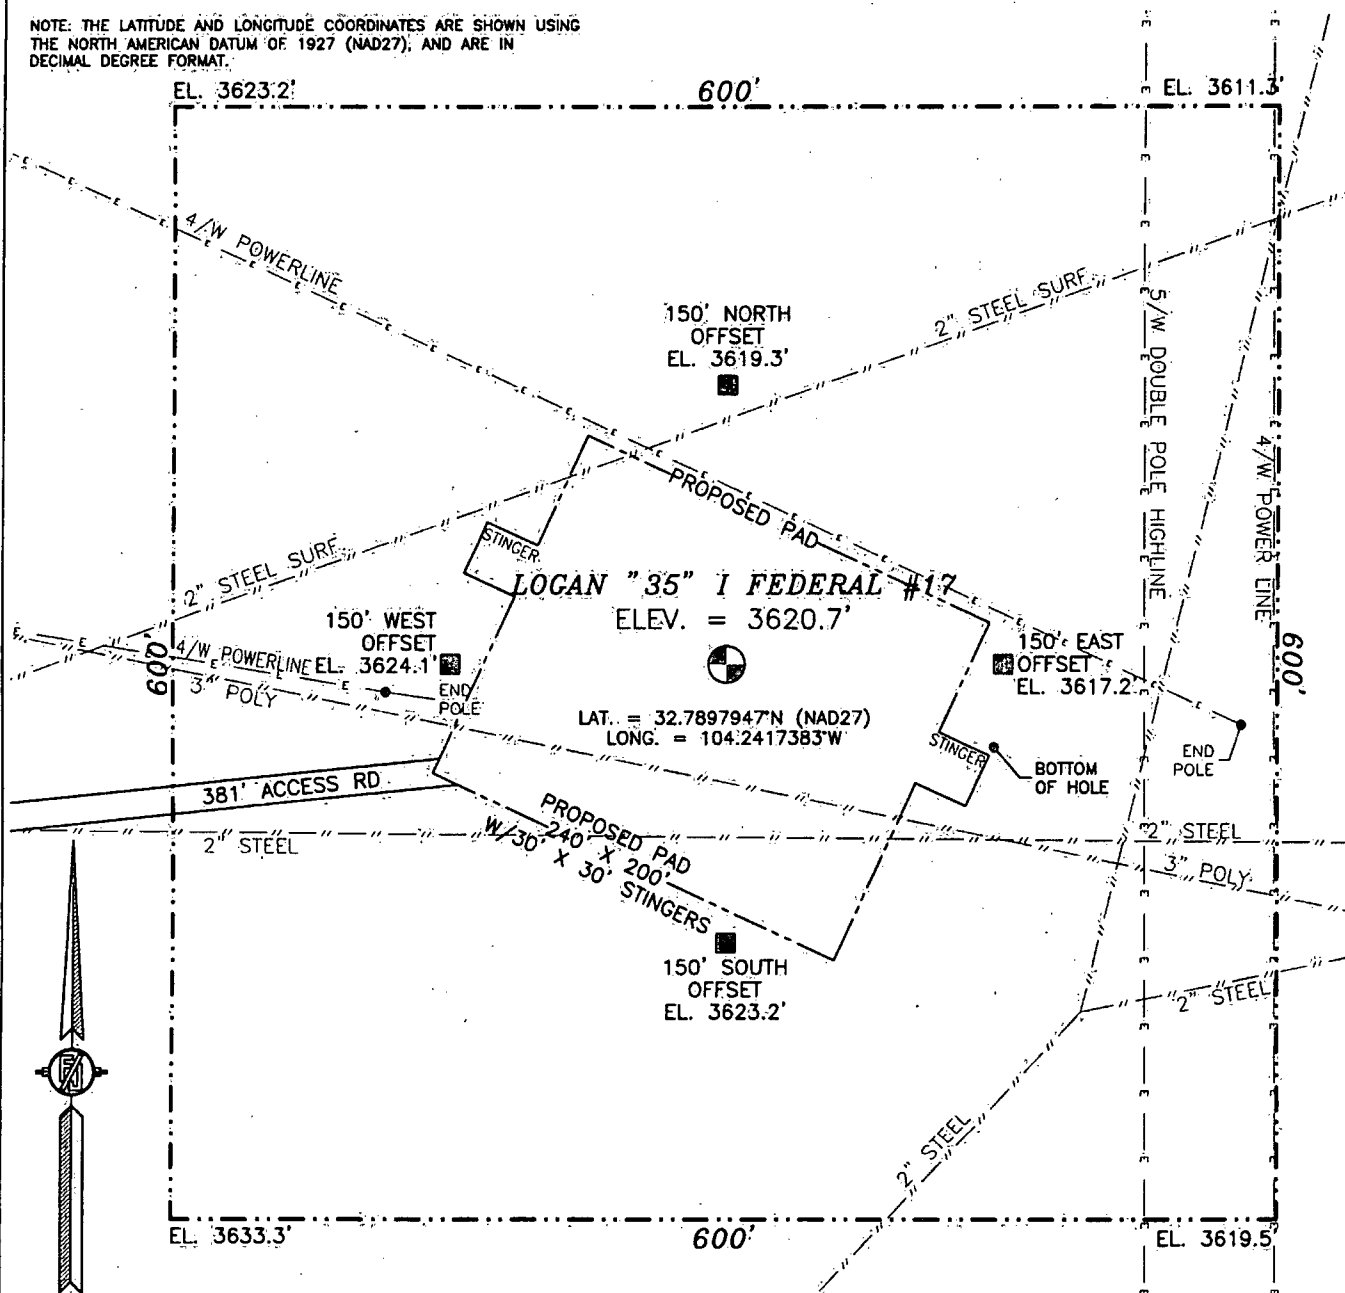 NOTE: THE LATITUDE AND LONGITUDE COORDINATES ARE SHOWN USING
THE NORTH AMERICAN DATUM OF 1927 (NAD27), AND ARE IN
DECIMAL DEGREE FORMAT.
EL. 3623.2'
600'
EL. 3611.3'
4/W POWERLINE
2" STEEL SURF.
150' NORTH
OFFSET
EL. 3619.3'
5/W DOUBLE POLE HIGHLINE
4/W POWER LINE
PROPOSED PAD
STINGER
2" STEEL SURF.
LOGAN "35" I FEDERAL #17
ELEV. = 3620.7'
150' WEST
OFFSET
EL. 3624.1'
4/W POWERLINE
600'
3" POLY
END
POLE
150' EAST
OFFSET
EL. 3617.2'
600'
LAT. = 32.7897947°N (NAD27)
LONG. = 104.2417383°W
STINGER
END
POLE
BOTTOM
OF HOLE
381' ACCESS RD
2" STEEL
PROPOSED PAD
240' X 200'
W/30' X 30' STINGERS
2" STEEL
3" POLY
150' SOUTH
OFFSET
EL. 3623.2'
2" STEEL
2" STEEL
EL. 3633.3'
600'
EL. 3619.5'